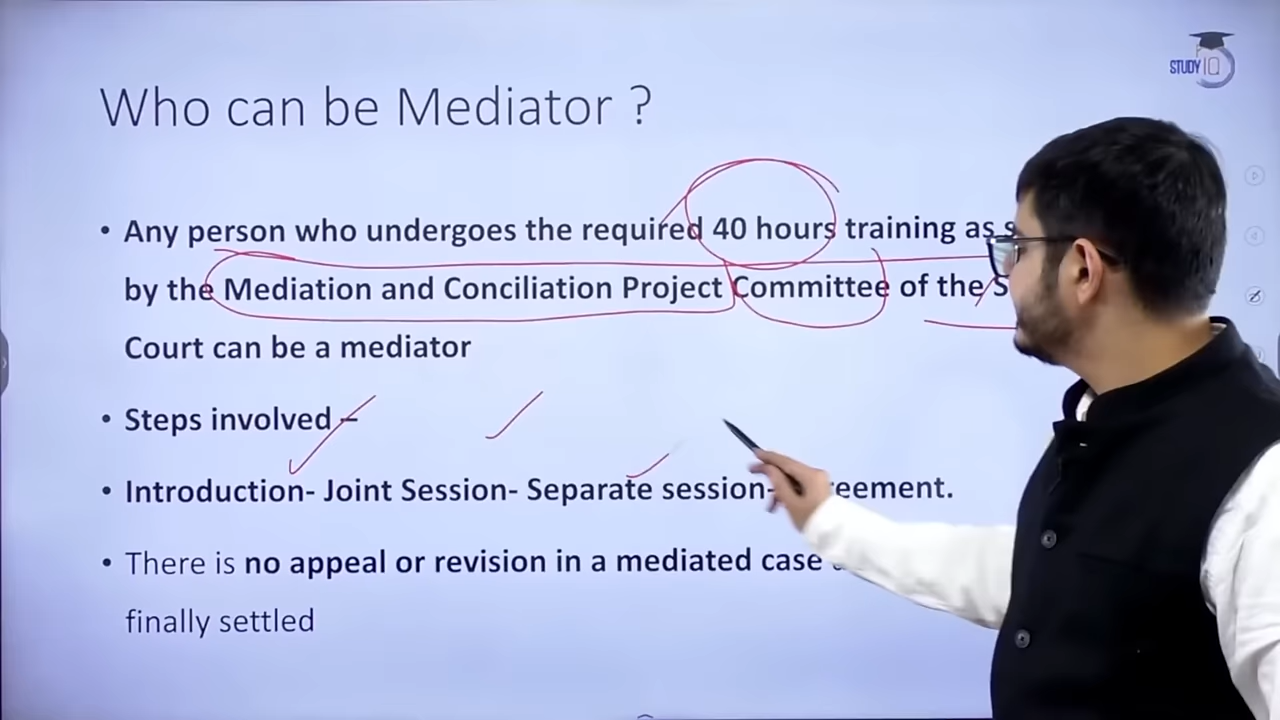 STUDY IQ
Who can be Mediator ?
• Any person who undergoes the required 40 hours training as
by the Mediation and Conciliation Project Committee of the
Court can be a mediator
• Steps involved –
• Introduction- Joint Session- Separate session-
• There is no appeal or revision in a mediated case
finally settled